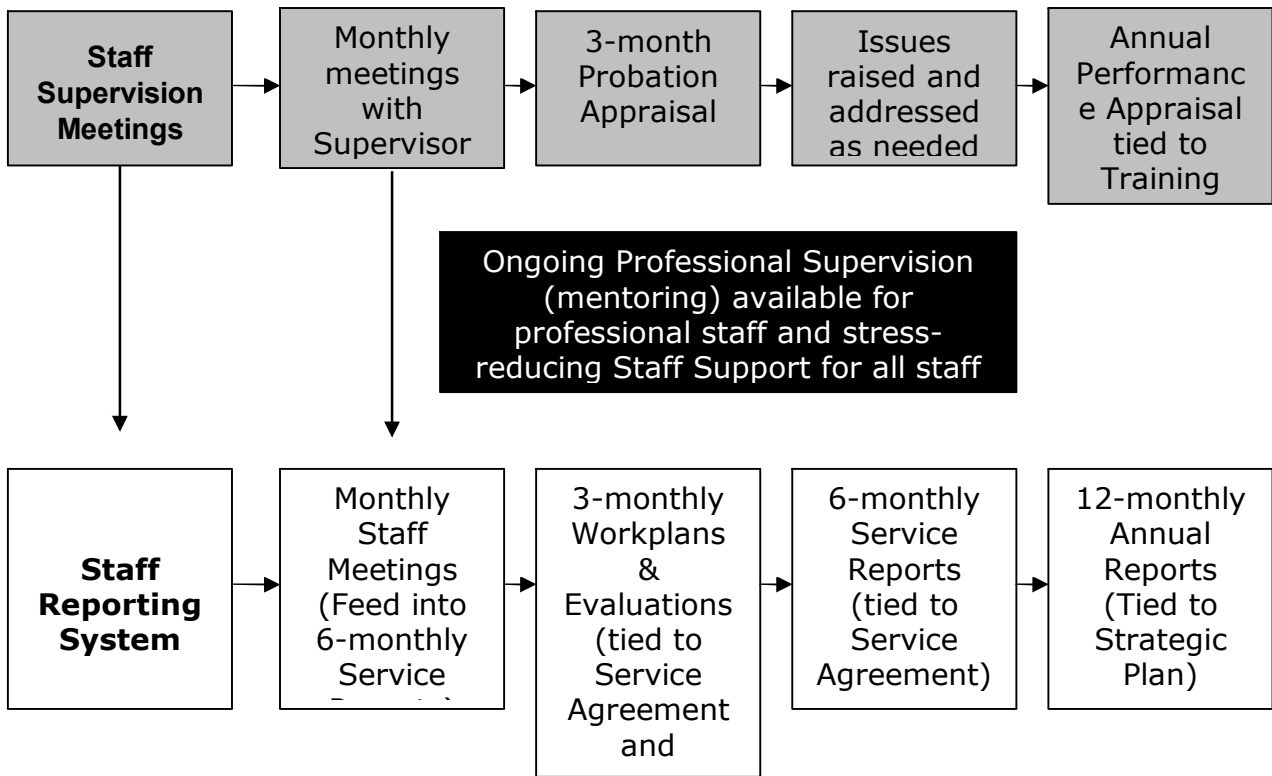 Staff
Supervision
Meetings
Monthly
meetings
with
Supervisor
3-month
Probation
Appraisal
Issues
raised and
addressed
as needed
Annual
Performanc
e Appraisal
tied to
Training
Ongoing Professional Supervision
(mentoring) available for
professional staff and stress-
reducing Staff Support for all staff
Staff
Reporting
System
Monthly
Staff
Meetings
(Feed into
6-monthly
Service
3-monthly
Workplans
&
Evaluations
(tied to
Service
Agreement
and
6-monthly
Service
Reports
(tied to
Service
Agreement)
12-monthly
Annual
Reports
(Tied to
Strategic
Plan)